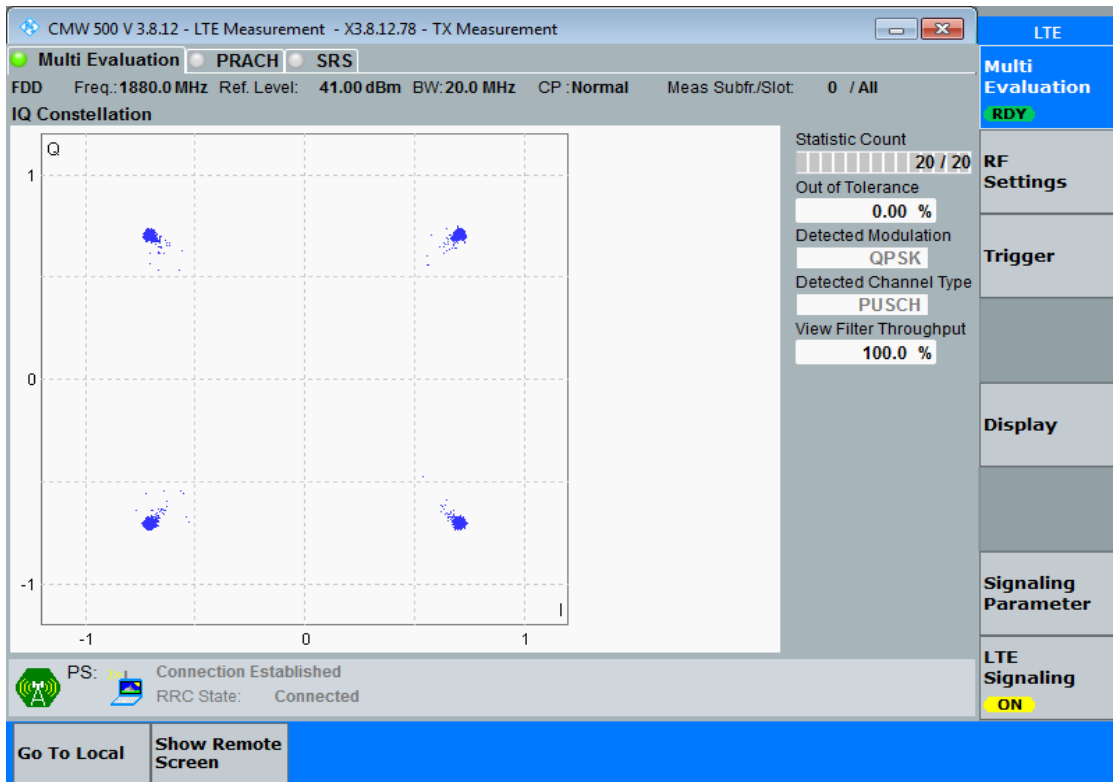 CMW 500 V 3.8.12 - LTE Measurement - X3.8.12.78 - TX Measurement
LTE
Multi Evaluation PRACH SRS
Multi
Evaluation
RDY
FDD Freq.:1880.0 MHz Ref. Level: 41.00 dBm BW:20.0 MHz CP :Normal Meas Subfr./Slot: 0 / All
IQ Constellation
Q
1
0
-1
-1 0 1
I
Statistic Count
20 / 20
Out of Tolerance
0.00 %
Detected Modulation
QPSK
Detected Channel Type
PUSCH
View Filter Throughput
100.0 %
RF
Settings
Trigger
Display
Signaling
Parameter
LTE
Signaling
ON
PS: Connection Established
RRC State: Connected
Go To Local
Show Remote
Screen